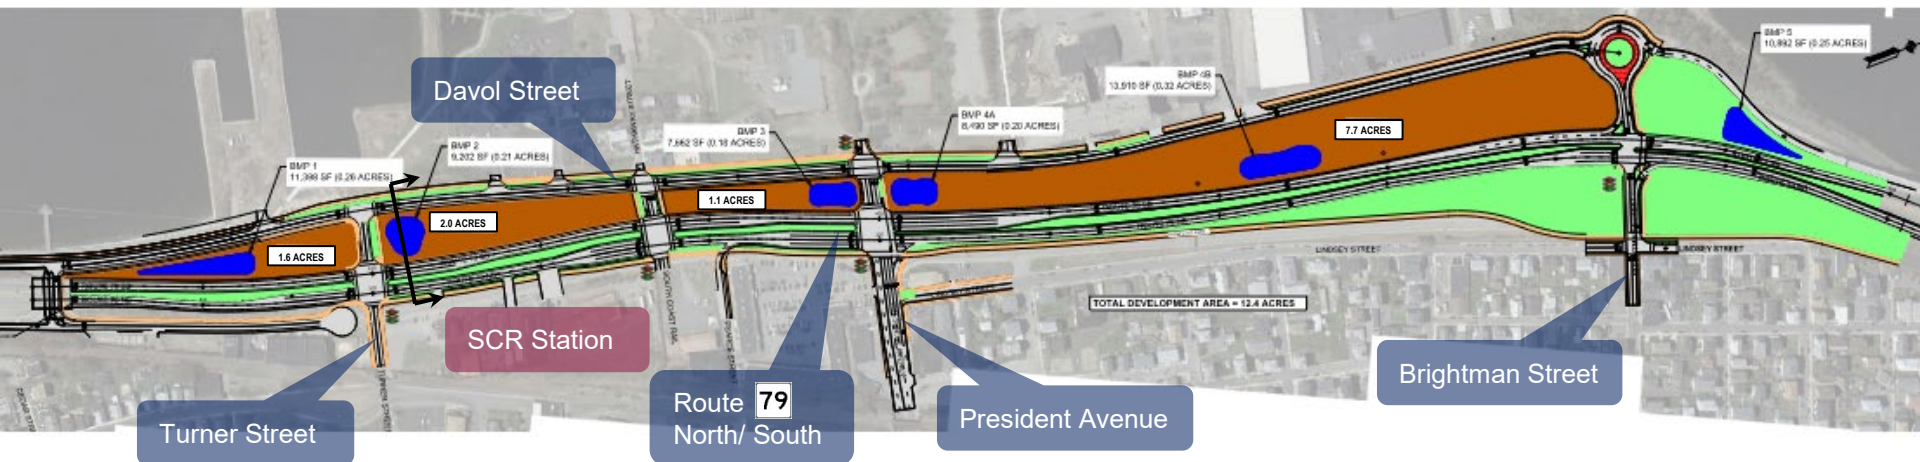 BMP 5
10,892 SF (0.25 ACRES)
BMP 4B
13,910 SF (0.32 ACRES)
Davol Street
BMP 4A
8,490 SF (0.20 ACRES)
BMP 3
7,662 SF (0.18 ACRES)
7.7 ACRES
BMP 2
9,202 SF (0.21 ACRES)
BMP 1
11,398 SF (0.26 ACRES)
1.1 ACRES
2.0 ACRES
1.6 ACRES
LINDSEY STREET
LINDSEY STREET
TOTAL DEVELOPMENT AREA = 12.4 ACRES
SCR Station
TURNER STREET
Brightman Street
Route 79
North/ South
President Avenue
Turner Street